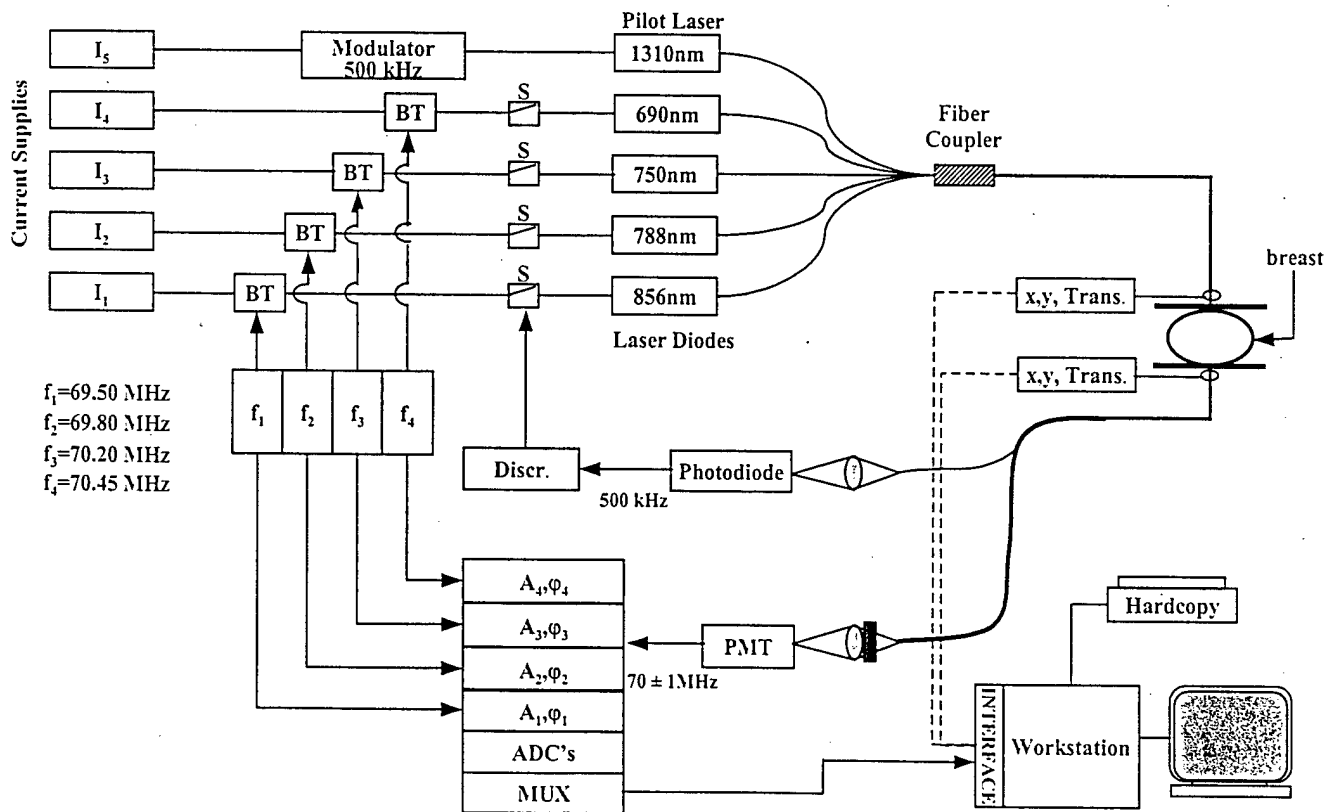 Pilot Laser
I5
Modulator
500 kHz
1310nm
I4
BT
S
690nm
Fiber
Coupler
I3
BT
S
750nm
Current Supplies
I2
BT
S
788nm
I1
BT
S
856nm
Laser Diodes
x,y, Trans.
breast
x,y, Trans.
f1=69.50 MHz
f2=69.80 MHz
f3=70.20 MHz
f4=70.45 MHz
f1
f2
f3
f4
Discr.
500 kHz
Photodiode
?
A4,φ4
A3,φ3
A2,φ2
A1,φ1
ADC's
MUX
70 ± 1MHz
PMT
Hardcopy
INTERFACE
Workstation